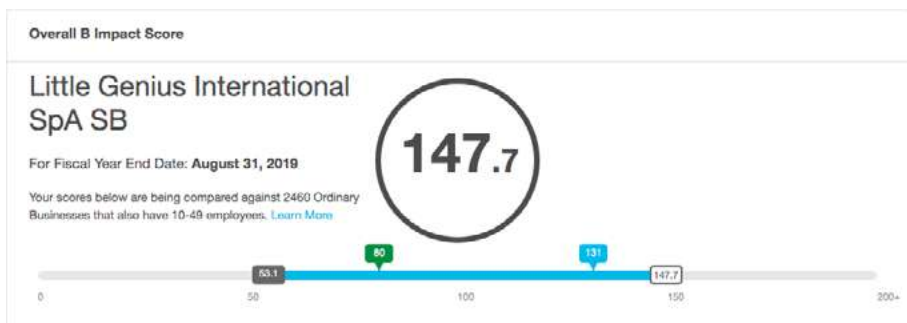 Overall B Impact Score
Little Genius International
SpA SB
147.7
For Fiscal Year End Date: August 31, 2019
Your scores below are being compared against 2460 Ordinary
Businesses that also have 10-49 employees. Learn More
80
131
53.1
147.7
0
50
100
150
200+